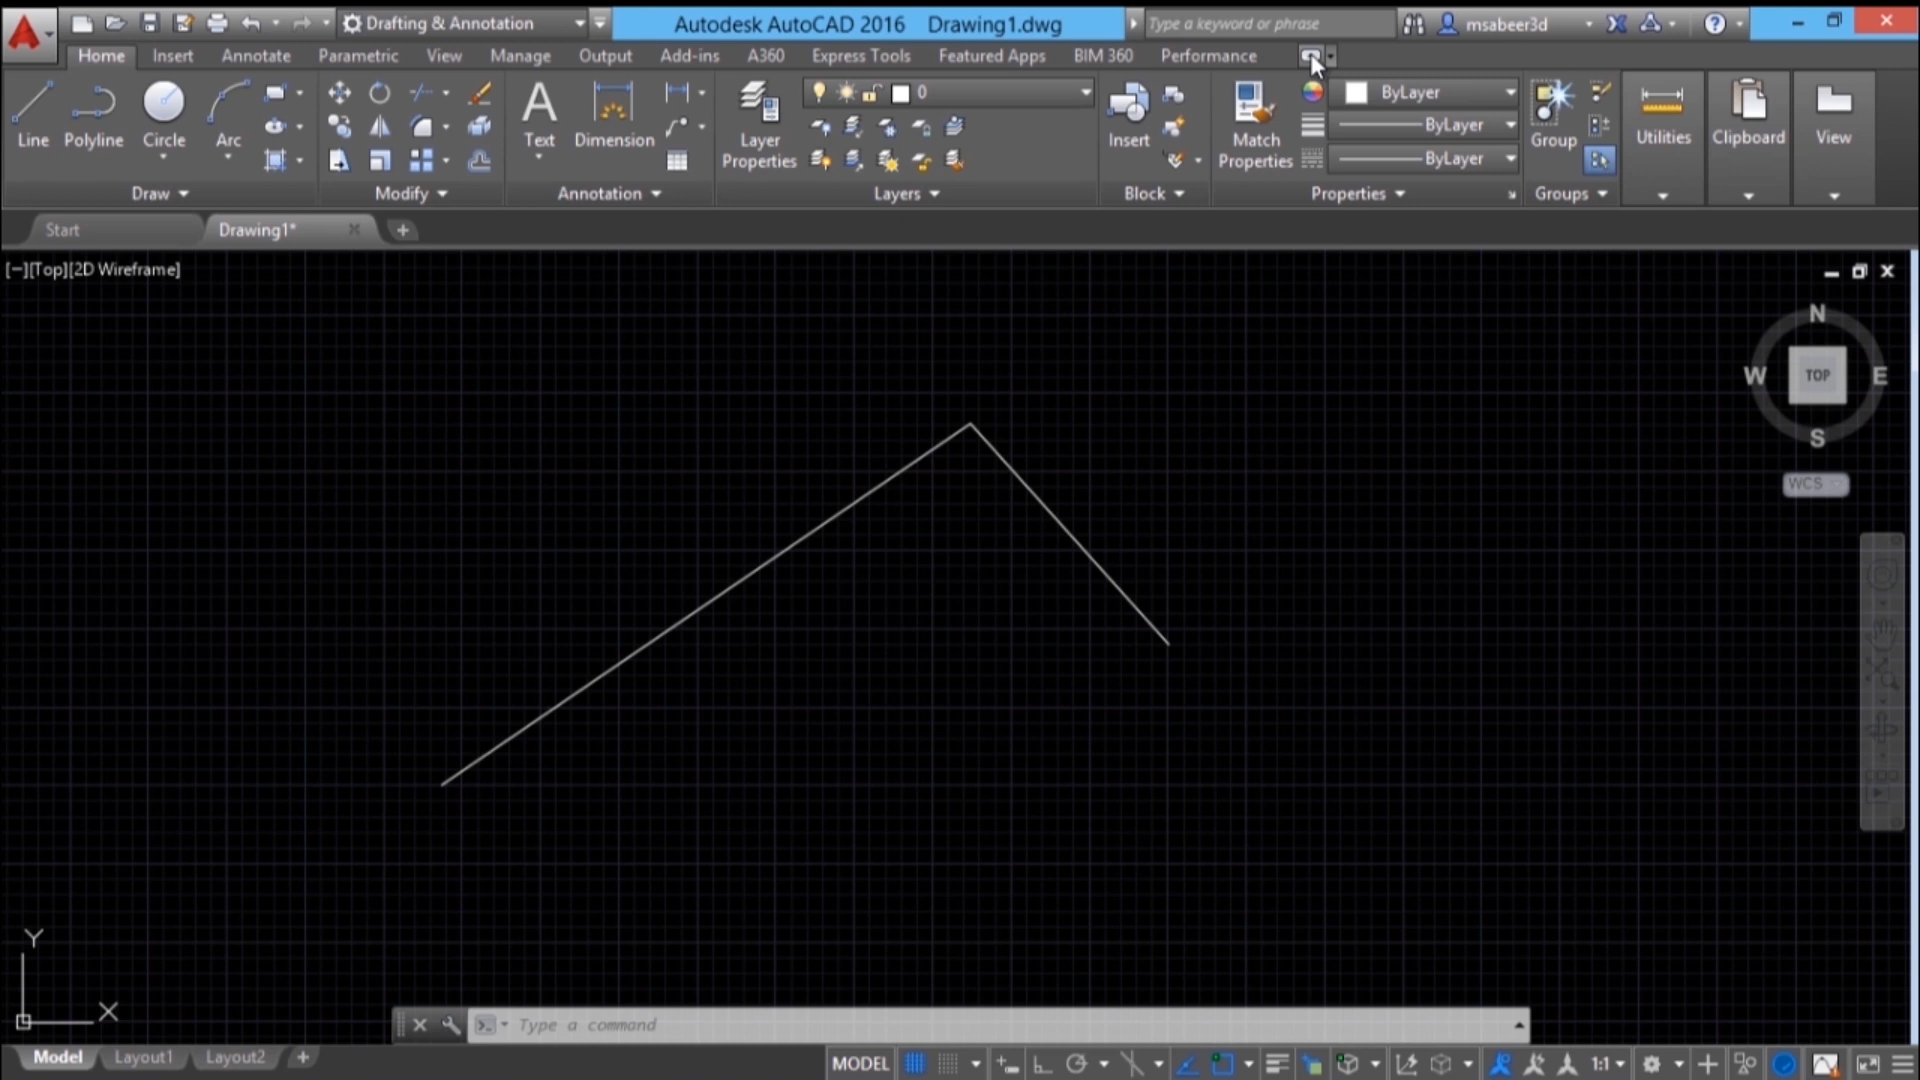 Drafting & Annotation
Autodesk AutoCAD 2016 Drawing1.dwg
Type a keyword or phrase
msabeer3d
Home Insert Annotate Parametric View Manage Output Add-ins A360 Express Tools Featured Apps BIM 360 Performance
0
ByLayer
ByLayer
ByLayer
Line Polyline Circle Arc
A
Text Dimension
Layer Properties
Insert
Match Properties
Group
Utilities
Clipboard
View
Draw Modify Annotation Layers Block Properties Groups
Start Drawing1*
[−][Top][2D Wireframe]
N
W TOP E
S
WCS
Y
X
Type a command
Model Layout1 Layout2
MODEL
1:1